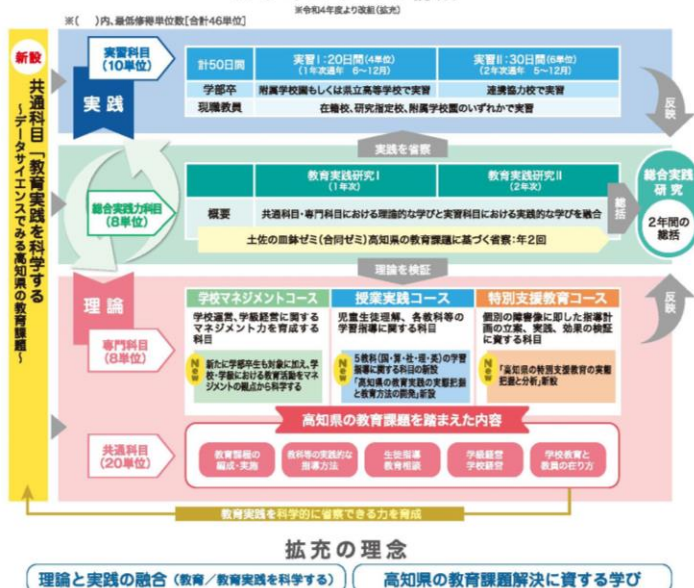 ※令和4年度より改組(拡充)
※( )内、最低修得単位数[合計46単位]
新設
共通科目「教育実践を科学する
~データサイエンスでみる高知県の教育課題~
実習科目
(10単位)
実践
計50日間
実習Ⅰ:20日間(4単位)
(1年次通年 6~12月)
実習Ⅱ:30日間(6単位)
(2年次通年 5~12月)
学部卒
附属学校園もしくは県立高等学校で実習
連携協力校で実習
現職教員
在籍校、研究指定校、附属学校園のいずれかで実習
反映
実践を省察
総合実践力科目
(8単位)
教育実践研究Ⅰ
(1年次)
教育実践研究Ⅱ
(2年次)
概要
共通科目・専門科目における理論的な学びと実習科目における実践的な学びを融合
土佐の皿鉢ゼミ(合同ゼミ)高知県の教育課題に基づく省察:年2回
総括
総合実践
研究
2年間の
総括
理論を検証
反映
理論
専門科目
(8単位)
学校マネジメントコース
学校運営、学級経営に関する
マネジメント力を育成する
科目
New
新たに学部卒生も対象に加え、学
校・学級における教育活動をマネ
ジメントの観点から科学する
授業実践コース
児童生徒理解、各教科等の
学習指導に関する科目
New
5教科(国・算・社・理・英)の学習
指導に関する科目の新設
「高知県の教育実践の実態把握
と教育方法の開発」新設
特別支援教育コース
個別の障害像に即した指導計
画の立案、実践、効果の検証
に資する科目
New
「高知県の特別支援教育の実態
把握と分析」新設
高知県の教育課題を踏まえた内容
共通科目
(20単位)
教育課程の
編成・実施
教科等の実践的な
指導方法
生徒指導
教育相談
学級経営
学校経営
学校教育と
教員の在り方
教育実践を科学的に省察できる力を育成
拡充の理念
理論と実践の融合(教育/教育実践を科学する)
高知県の教育課題解決に資する学び